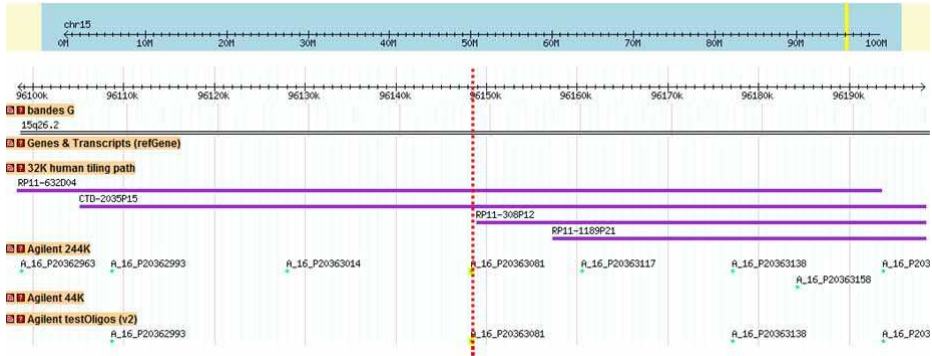 chr15
0M 10M 20M 30M 40M 50M 60M 70M 80M 90M 100M
96100k 96110k 96120k 96130k 96140k 96150k 96160k 96170k 96180k 96190k
bandes G
15q26.2
Genes & Transcripts (refGene)
32K human tiling path
RP11-632D04
CTD-2035P15
RP11-308P12
RP11-1189P21
Agilent 244K
A_16_P20362963 A_16_P20362993 A_16_P20363014 A_16_P20363081 A_16_P20363117 A_16_P20363138 A_16_P203
A_16_P20363158
Agilent 44K
Agilent testOligos (v2)
A_16_P20362993 A_16_P20363081 A_16_P20363138 A_16_P203